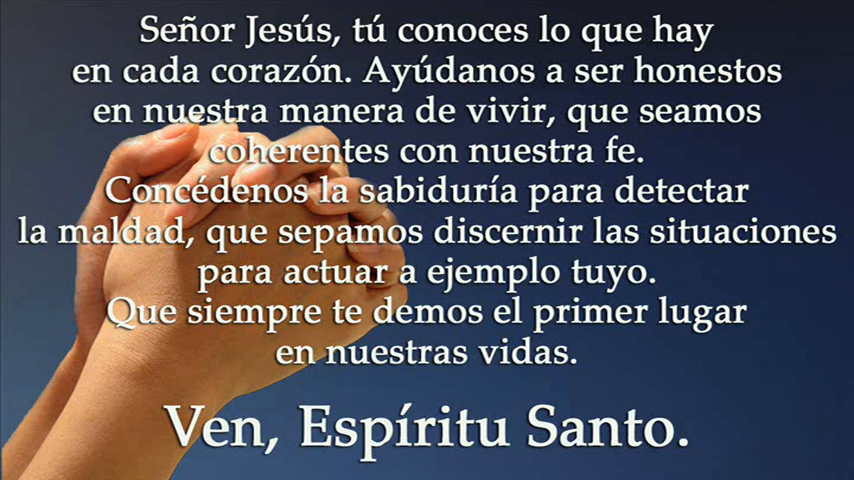 Señor Jesús, tú conoces lo que hay
en cada corazón. Ayúdanos a ser honestos
en nuestra manera de vivir, que seamos
coherentes con nuestra fe.
Concédenos la sabiduría para detectar
la maldad, que sepamos discernir las situaciones
para actuar a ejemplo tuyo.
Que siempre te demos el primer lugar
en nuestras vidas.
Ven, Espíritu Santo.